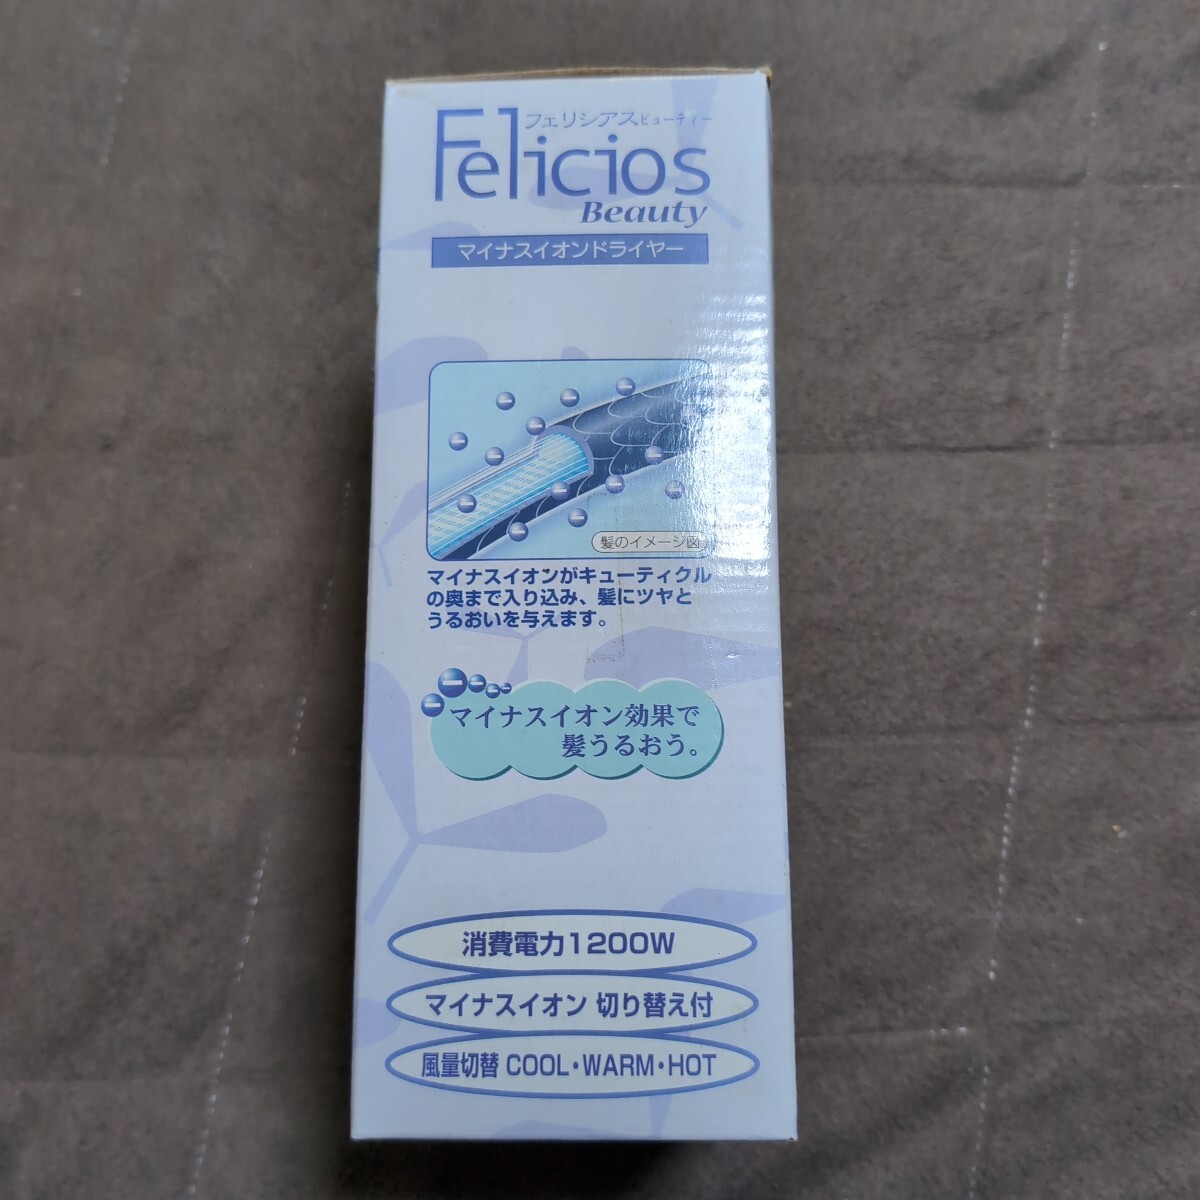 フェリシアスビューティー
Felicios
Beauty
マイナスイオンドライヤー
髪のイメージ図
マイナスイオンがキューティクル
の奥まで入り込み、髪にツヤと
うるおいを与えます。
マイナスイオン効果で
髪うるおう。
消費電力1200W
マイナスイオン 切り替え付
風量切替 COOL・WARM・HOT